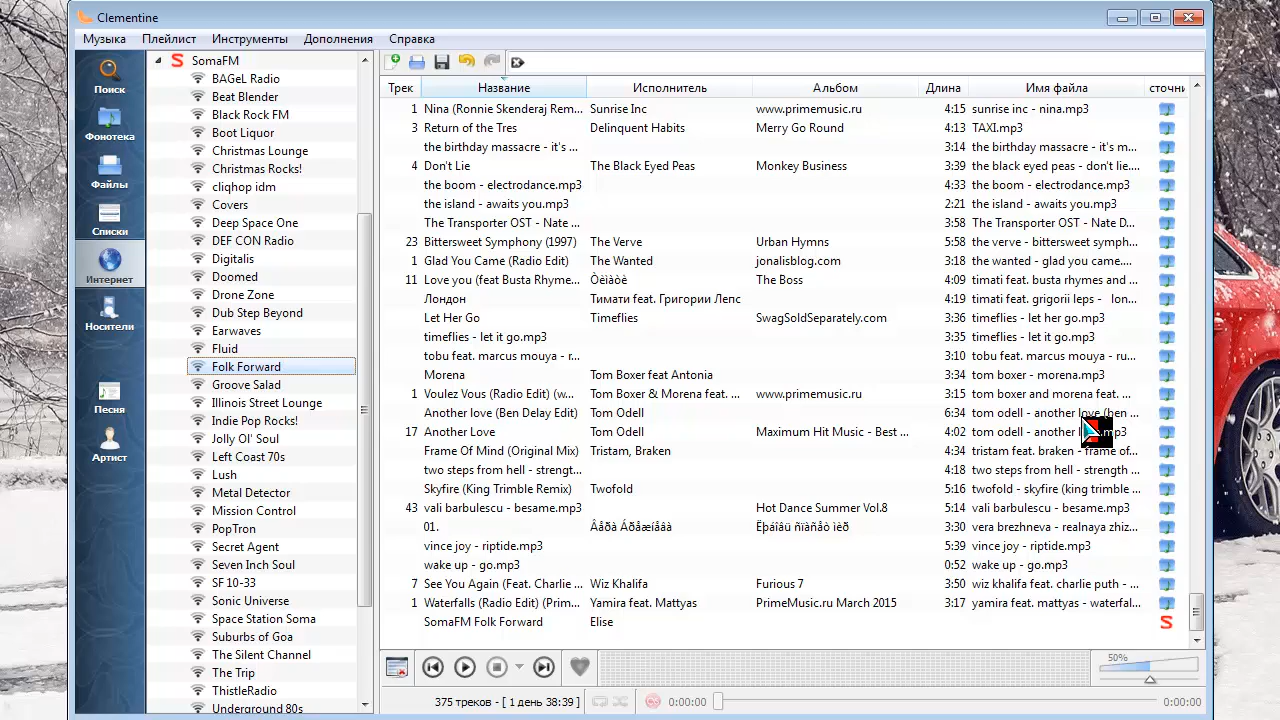 Clementine
Музыка Плейлист Инструменты Дополнения Справка
Поиск
Фонотека
Файлы
Списки
Интернет
Носители
Песня
Артист
SomaFM
BAGeL Radio
Beat Blender
Black Rock FM
Boot Liquor
Christmas Lounge
Christmas Rocks!
cliqhop idm
Covers
Deep Space One
DEF CON Radio
Digitalis
Doomed
Drone Zone
Dub Step Beyond
Earwaves
Fluid
Folk Forward
Groove Salad
Illinois Street Lounge
Indie Pop Rocks!
Jolly Ol' Soul
Left Coast 70s
Lush
Metal Detector
Mission Control
PopTron
Secret Agent
Seven Inch Soul
SF 10-33
Sonic Universe
Space Station Soma
Suburbs of Goa
The Silent Channel
The Trip
ThistleRadio
Underground 80s
Трек Название Исполнитель Альбом Длина Имя файла сточни
1 Nina (Ronnie Skenderaj Rem... Sunrise Inc www.primemusic.ru 4:15 sunrise inc - nina.mp3
3 Return of the Tres Delinquent Habits Merry Go Round 4:13 TAXI.mp3
the birthday massacre - it's ... 3:14 the birthday massacre - it's m...
4 Don't Lie The Black Eyed Peas Monkey Business 3:39 the black eyed peas - don't lie....
the boom - electrodance.mp3 4:33 the boom - electrodance.mp3
the island - awaits you.mp3 2:21 the island - awaits you.mp3
The Transporter OST - Nate ... 3:58 The Transporter OST - Nate D...
23 Bittersweet Symphony (1997) The Verve Urban Hymns 5:58 the verve - bittersweet symph...
1 Glad You Came (Radio Edit) The Wanted jonalisblog.com 3:18 the wanted - glad you came....
11 Love you (feat Busta Rhyme... Òèìàòè The Boss 4:09 timati feat. busta rhymes and ...
Лондон Тимати feat. Григории Лепс 4:19 timati feat. grigorii leps - lon...
Let Her Go Timeflies SwagSoldSeparately.com 3:36 timeflies - let her go.mp3
timeflies - let it go.mp3 3:35 timeflies - let it go.mp3
tobu feat. marcus mouya - r... 3:10 tobu feat. marcus mouya - ru...
Morena Tom Boxer feat Antonia 3:34 tom boxer - morena.mp3
1 Voulez Vous (Radio Edit) (w... Tom Boxer & Morena feat. ... www.primemusic.ru 3:15 tom boxer and morena feat. ...
Another love (Ben Delay Edit) Tom Odell 6:34 tom odell - another love (ben ...
17 Another Love Tom Odell Maximum Hit Music - Best ... 4:02 tom odell - another
Frame Of Mind (Original Mix) Tristam, Braken 4:34 tristam feat. braken - frame of...
two steps from hell - strengt... 4:18 two steps from hell - strength ...
Skyfire (King Trimble Remix) Twofold 5:16 twofold - skyfire (king trimble ...
43 vali barbulescu - besame.mp3 Hot Dance Summer Vol.8 5:14 vali barbulescu - besame.mp3
01. Âåðà Áðåæíåâà Ëþáîâü ñïàñåò ìèð 3:30 vera brezhneva - realnaya zhiz...
vince joy - riptide.mp3 5:39 vince joy - riptide.mp3
wake up - go.mp3 0:52 wake up - go.mp3
7 See You Again (Feat. Charlie ... Wiz Khalifa Furious 7 3:50 wiz khalifa feat. charlie puth - ...
1 Waterfalls (Radio Edit) (Prim... Yamira feat. Mattyas PrimeMusic.ru March 2015 3:17 yamira feat. mattyas - waterfal...
SomaFM Folk Forward Elise
50%
375 треков - [ 1 день 38:39 ] 0:00:00 0:00:00